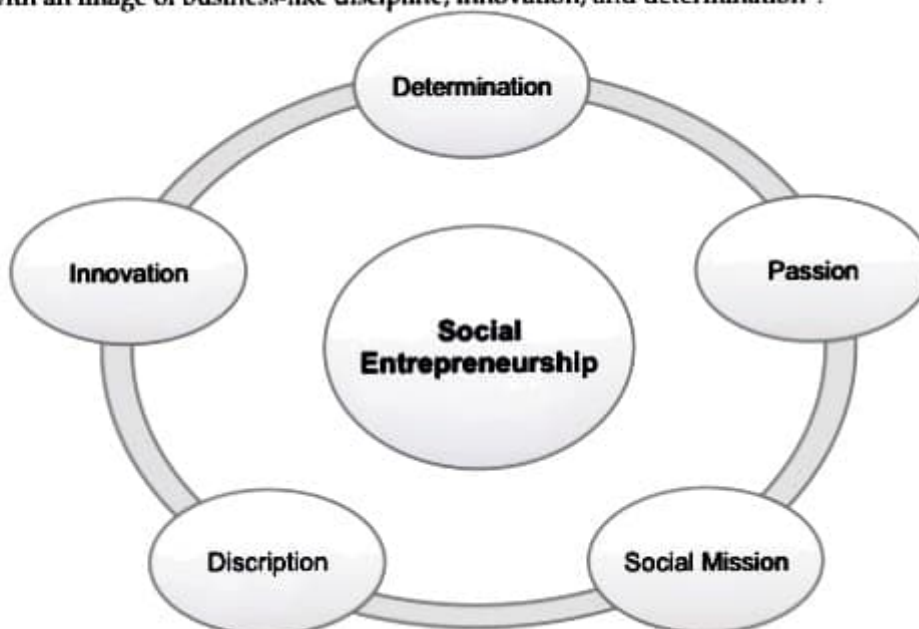 with an image of business-like discipline, innovation, and determination".
Determination
Innovation
Passion
Social
Entrepreneurship
Discription
Social Mission